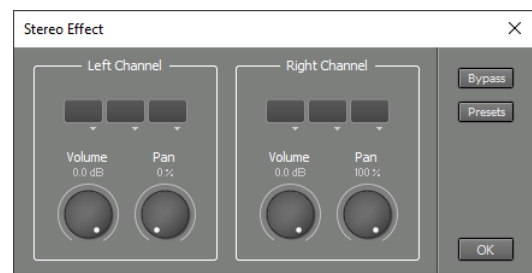 Stereo Effect
Left Channel
Right Channel
Bypass
Presets
Volume
Pan
Volume
Pan
0.0 dB
0 %
0.0 dB
100 %
OK